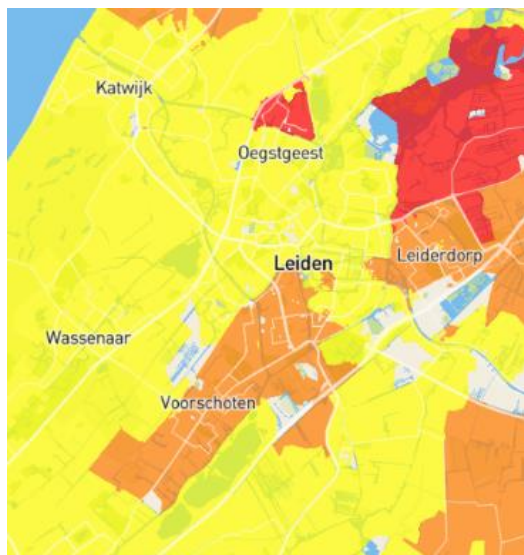 Katwijk
Oegstgeest
Leiden
Leiderdorp
Wassenaar
Voorschoten